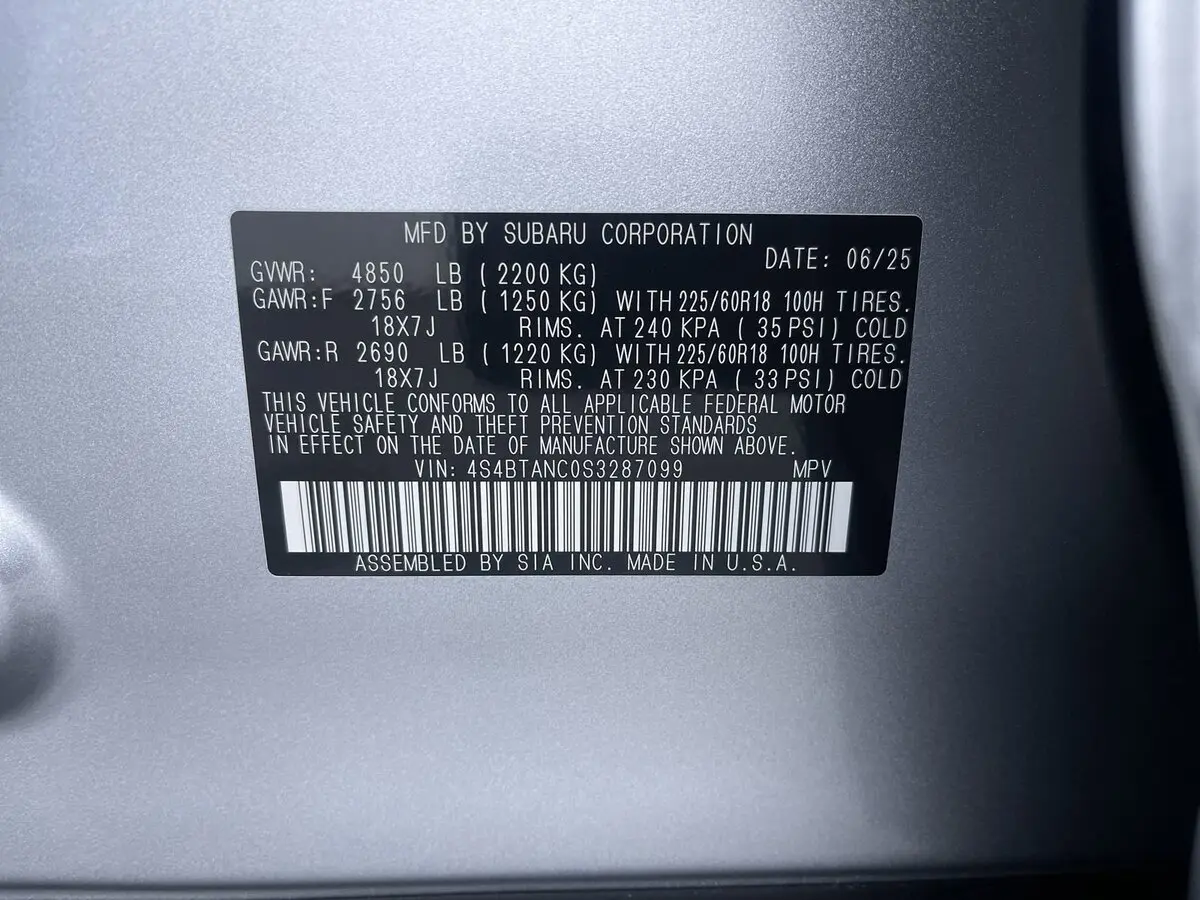 MFD BY SUBARU CORPORATION
DATE: 06/25
GVWR: 4850 LB ( 2200 KG)
GAWR:F 2756 LB ( 1250 KG) WITH 225/60R18 100H TIRES.
18X7J RIMS. AT 240 KPA ( 35 PSI) COLD
GAWR:R 2690 LB ( 1220 KG) WITH 225/60R18 100H TIRES.
18X7J RIMS. AT 230 KPA ( 33 PSI) COLD
THIS VEHICLE CONFORMS TO ALL APPLICABLE FEDERAL MOTOR
VEHICLE SAFETY AND THEFT PREVENTION STANDARDS
IN EFFECT ON THE DATE OF MANUFACTURE SHOWN ABOVE.
VIN: 4S4BTANC0S3287099 MPV
ASSEMBLED BY SIA INC. MADE IN U.S.A.